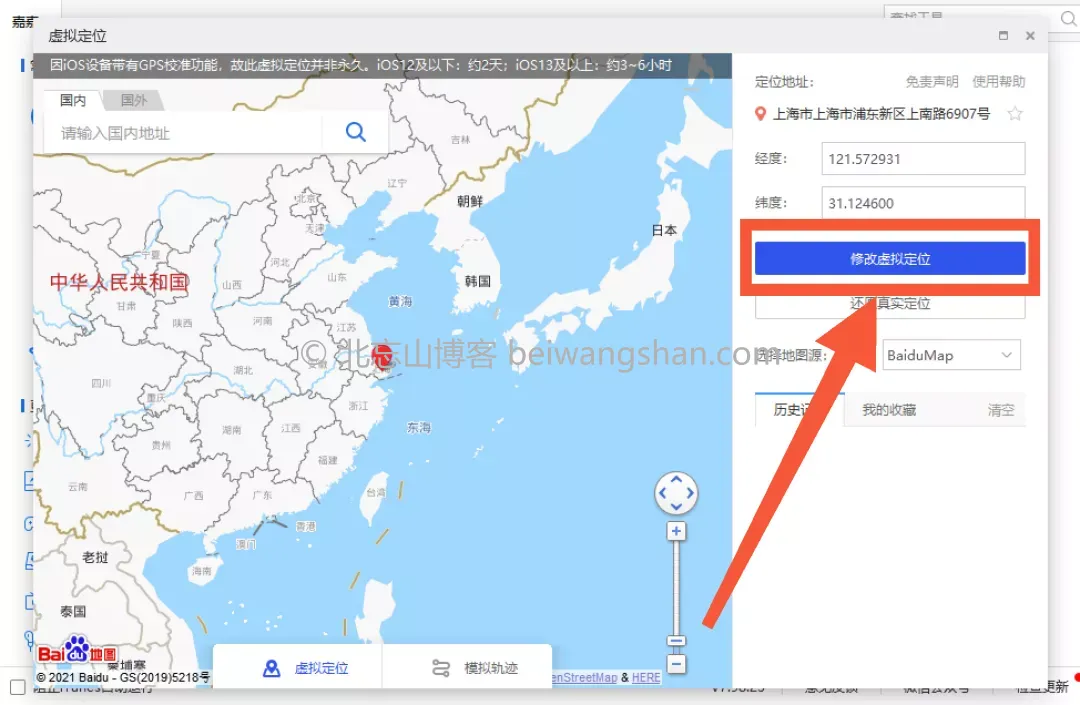 虚拟定位
因iOS设备带有GPS校准功能，故此虚拟定位并非永久。iOS12及以下：约2天；iOS13及以上：约3~6小时
国内 国外
请输入国内地址
定位地址：
免责声明 使用帮助
上海市上海市浦东新区上南路6907号
经度： 121.572931
纬度： 31.124600
修改虚拟定位
还原真实定位
选择地图源： BaiduMap
历史记
我的收藏
清空
吉林
辽宁
朝鲜
北京
天津
日本
宁夏
河北
中华人民共和国
山西
山东
韩国
甘肃
黄海
陕西
河南
江苏
© 北忘山博客 beiwangshan.com
安徽
湖北
四川
重庆
浙江
湖南
江西
东海
贵州
福建
云南
广西
广东
台湾
香港
澳门
老挝
海南
泰国
Bai du 地图
柬埔寨
© 2021 Baidu - GS(2019)5218号
虚拟定位
模拟轨迹
enStreetMap & HERE
检查更新